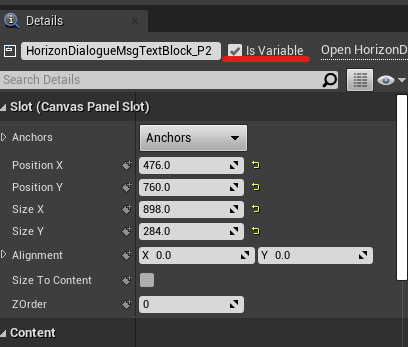 Details
HorizonDialogueMsgTextBlock_P2 Is Variable Open HorizonD
Search Details
Slot (Canvas Panel Slot)
Anchors Anchors
Position X 476.0
Position Y 760.0
Size X 898.0
Size Y 284.0
Alignment X 0.0 Y 0.0
Size To Content
ZOrder 0
Content